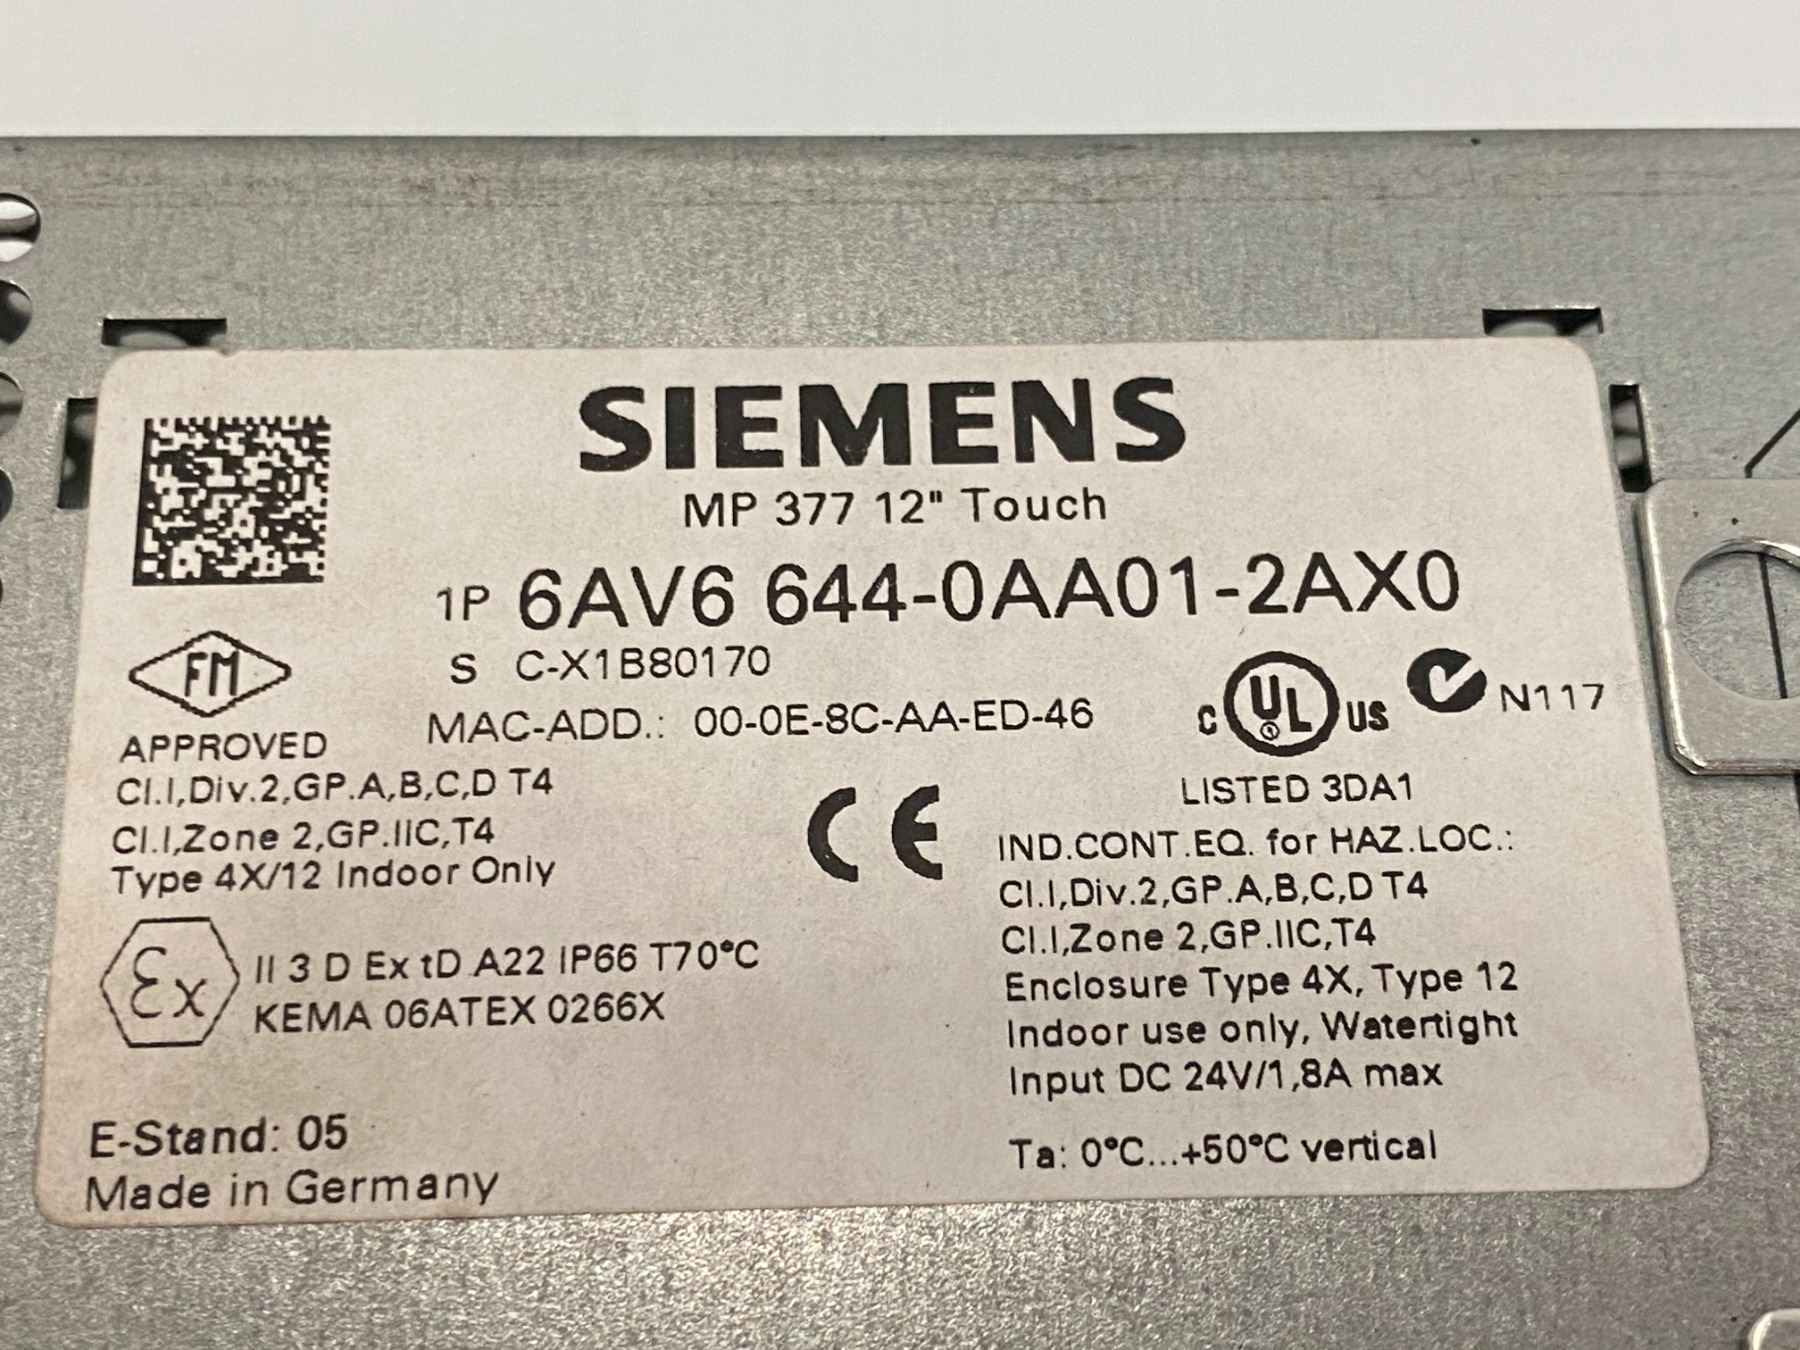 SIEMENS
MP 377 12" Touch
1P 6AV6 644-0AA01-2AX0
S C-X1B80170
MAC-ADD.: 00-0E-8C-AA-ED-46
FM
APPROVED
Cl.I,Div.2,GP.A,B,C,D T4
Cl.I,Zone 2,GP.IIC,T4
Type 4X/12 Indoor Only
CE
C UL US N117
LISTED 3DA1
IND.CONT.EQ. for HAZ.LOC.:
Cl.I,Div.2,GP.A,B,C,D T4
Cl.I,Zone 2,GP.IIC,T4
Enclosure Type 4X, Type 12
Indoor use only, Watertight
Input DC 24V/1,8A max
Ta: 0°C...+50°C vertical
Ex II 3 D Ex tD A22 IP66 T70°C
KEMA 06ATEX 0266X
E-Stand: 05
Made in Germany